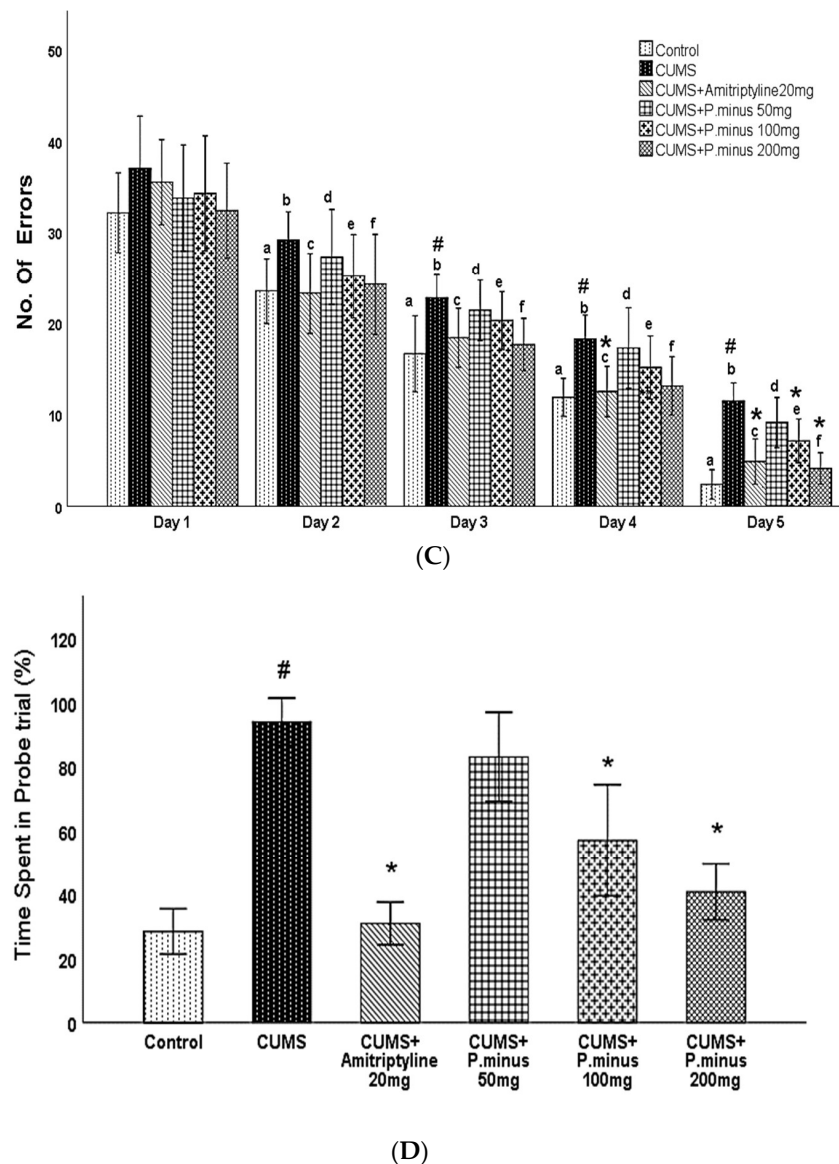 No. Of Errors
50
40
30
20
10
0
Control
CUMS
CUMS+Amitriptyline20mg
CUMS+P.minus 50mg
CUMS+P.minus 100mg
CUMS+P.minus 200mg
a b c d e f
a # b c d e f
a # b * c d e f
a # b * c d * e * f
Day 1 Day 2 Day 3 Day 4 Day 5
(C)
Time Spent in Probe trial (%)
120
100
80
60
40
20
0
# * * *
Control CUMS CUMS+ CUMS+ CUMS+ CUMS+
Amitriptyline P.minus P.minus P.minus
20mg 50mg 100mg 200mg
(D)